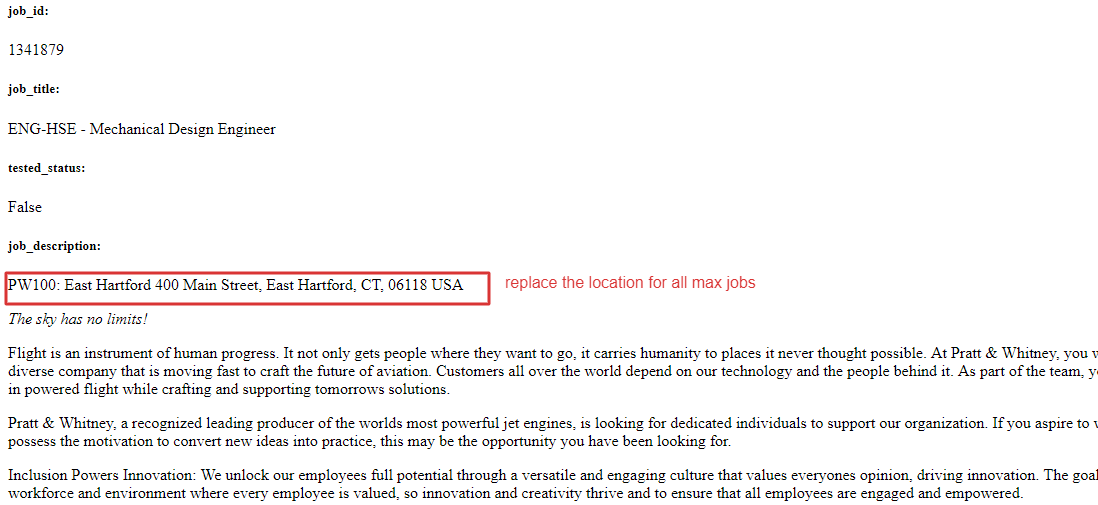 job_id:
1341879
job_title:
ENG-HSE - Mechanical Design Engineer
tested_status:
False
job_description:
PW100: East Hartford 400 Main Street, East Hartford, CT, 06118 USA
replace the location for all max jobs
The sky has no limits!
Flight is an instrument of human progress. It not only gets people where they want to go, it carries humanity to places it never thought possible. At Pratt & Whitney, you
diverse company that is moving fast to craft the future of aviation. Customers all over the world depend on our technology and the people behind it. As part of the team,
in powered flight while crafting and supporting tomorrows solutions.
Pratt & Whitney, a recognized leading producer of the worlds most powerful jet engines, is looking for dedicated individuals to support our organization. If you aspire to
possess the motivation to convert new ideas into practice, this may be the opportunity you have been looking for.
Inclusion Powers Innovation: We unlock our employees full potential through a versatile and engaging culture that values everyones opinion, driving innovation. The goal
workforce and environment where every employee is valued, so innovation and creativity thrive and to ensure that all employees are engaged and empowered.